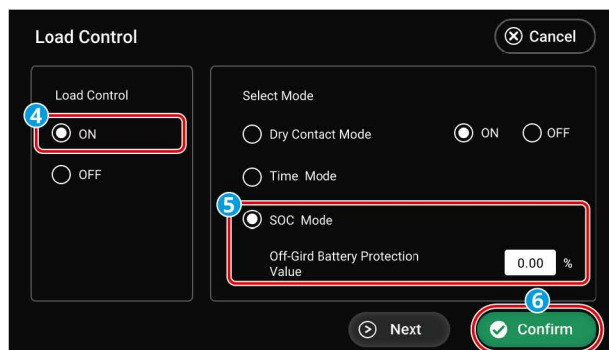 Load Control
Cancel
Load Control
4
ON
OFF
Select Mode
Dry Contact Mode
ON
OFF
Time Mode
5
SOC Mode
Off-Gird Battery Protection
Value
0.00 %
6
Next
Confirm